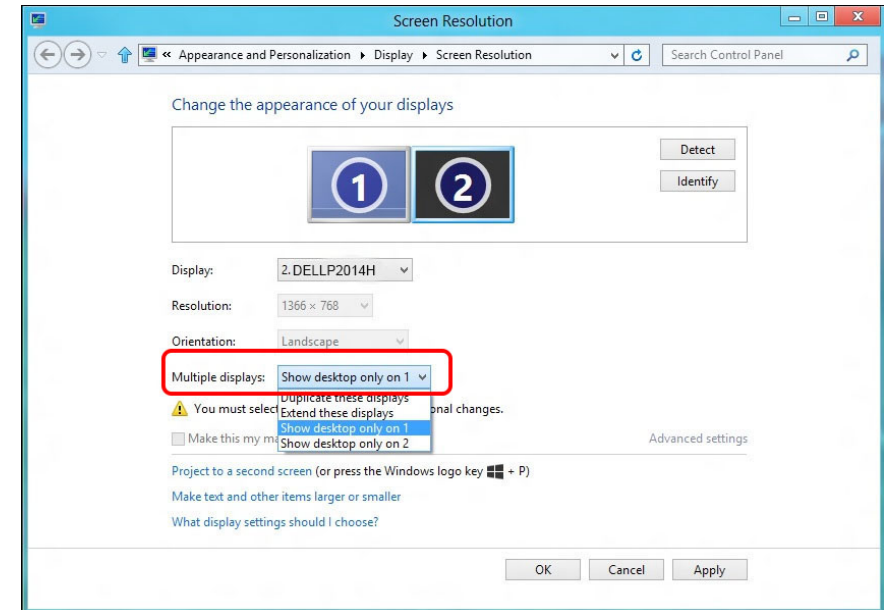 Screen Resolution
« Appearance and Personalization ▸ Display ▸ Screen Resolution
Search Control Panel
Change the appearance of your displays
1 2
Detect
Identify
Display: 2. DELLP2014H
Resolution: 1366 × 768
Orientation: Landscape
Multiple displays: Show desktop only on 1
Duplicate these displays
You must select
Extend these displays
nal changes.
Show desktop only on 1
Make this my m
Show desktop only on 2
Advanced settings
Project to a second screen (or press the Windows logo key + P)
Make text and other items larger or smaller
What display settings should I choose?
OK Cancel Apply